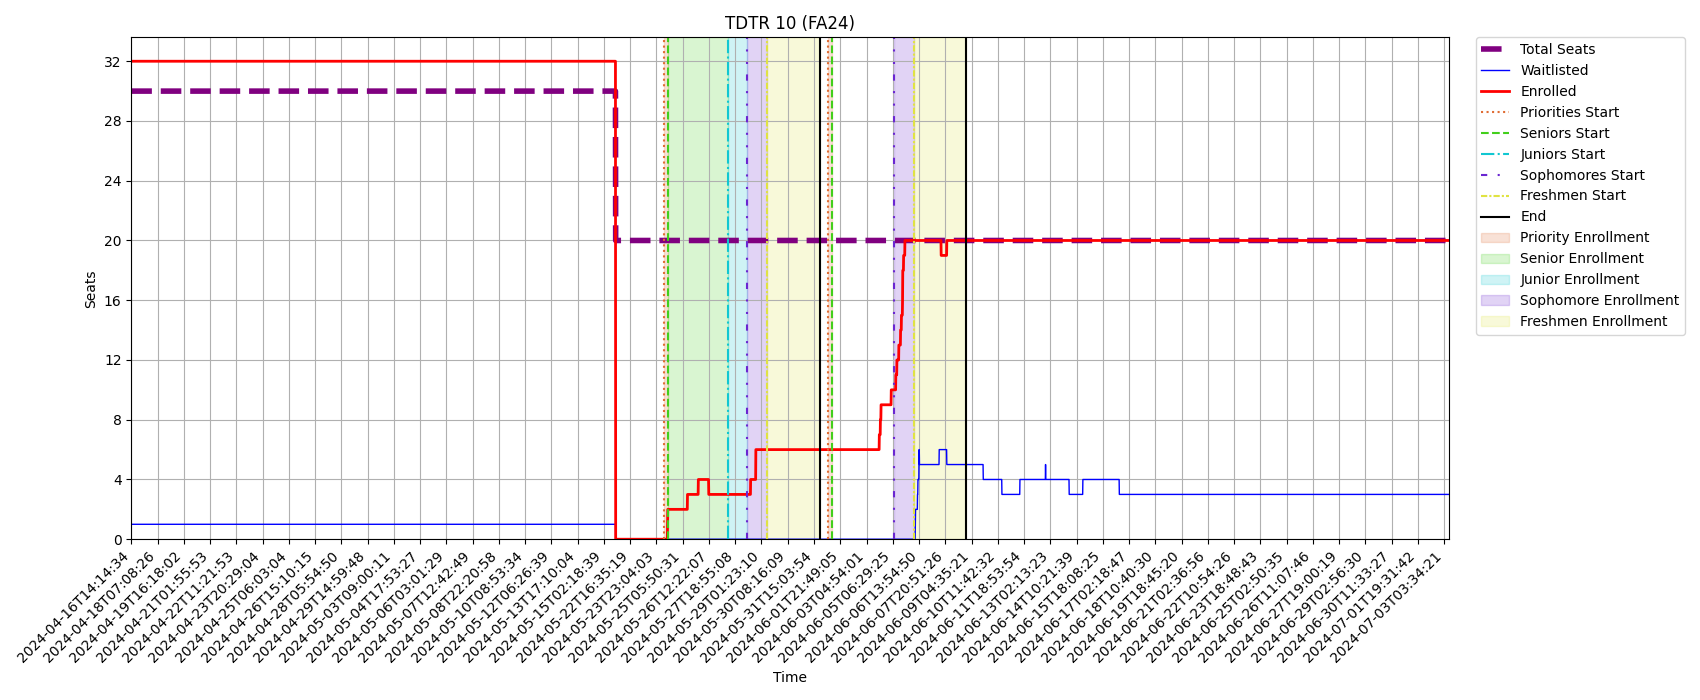 TDTR 10 (FA24)
Total Seats
Waitlisted
Enrolled
Priorities Start
Seniors Start
Juniors Start
Sophomores Start
Freshmen Start
End
Priority Enrollment
Senior Enrollment
Junior Enrollment
Sophomore Enrollment
Freshmen Enrollment
Seats
32
28
24
20
16
12
8
4
0
2024-04-16T14:14:34
2024-04-18T07:08:26
2024-04-19T16:18:02
2024-04-21T01:55:53
2024-04-22T11:21:53
2024-04-23T20:29:04
2024-04-25T06:03:04
2024-04-26T15:10:15
2024-04-28T05:54:50
2024-04-29T14:59:48
2024-05-03T09:00:11
2024-05-04T17:53:27
2024-05-06T03:01:29
2024-05-07T12:42:49
2024-05-08T22:20:58
2024-05-10T08:53:34
2024-05-12T06:26:39
2024-05-13T17:10:04
2024-05-15T02:18:39
2024-05-22T16:35:19
2024-05-23T23:04:03
2024-05-25T05:50:31
2024-05-26T12:22:07
2024-05-27T18:55:08
2024-05-29T01:23:10
2024-05-30T08:16:09
2024-05-31T15:03:54
2024-06-01T21:49:05
2024-06-03T04:54:01
2024-06-05T06:29:25
2024-06-06T13:54:50
2024-06-07T20:51:26
2024-06-09T04:35:21
2024-06-10T11:42:32
2024-06-11T18:53:54
2024-06-13T02:13:23
2024-06-14T10:21:39
2024-06-15T18:08:25
2024-06-17T02:18:47
2024-06-18T10:40:30
2024-06-19T18:45:20
2024-06-21T02:36:56
2024-06-22T10:54:26
2024-06-23T18:48:43
2024-06-25T02:50:35
2024-06-26T11:07:46
2024-06-27T19:00:19
2024-06-29T02:56:30
2024-06-30T11:33:27
2024-07-01T19:31:42
2024-07-03T03:34:21
Time